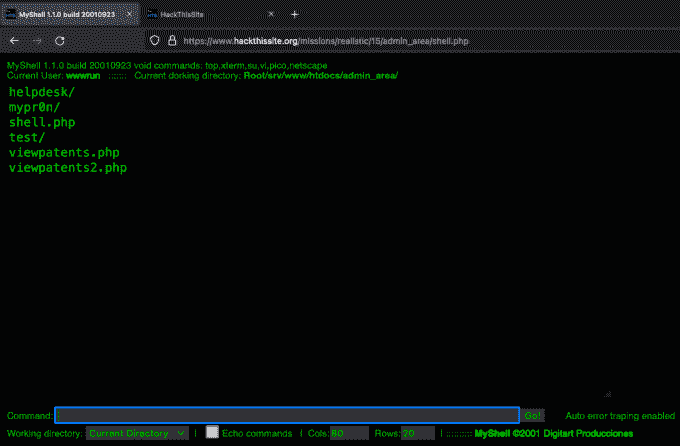 MyShell 1.1.0 build 20010923
HackThisSite
https://www.hackthissite.org/missions/realistic/15/admin_area/shell.php
MyShell 1.1.0 build 20010923 void commands: top,xterm,su,vi,pico,netscape
Current User: wwwrun ::::::: Current dorking directory: Root/srv/www/htdocs/admin_area/
helpdesk/
mypr0n/
shell.php
test/
viewpatents.php
viewpatents2.php
Command: Go! Auto error traping enabled
Working directory: Current Directory | Echo commands | Cols:80 Rows:20 | :::::::::: MyShell ©2001 Digitart Producciones